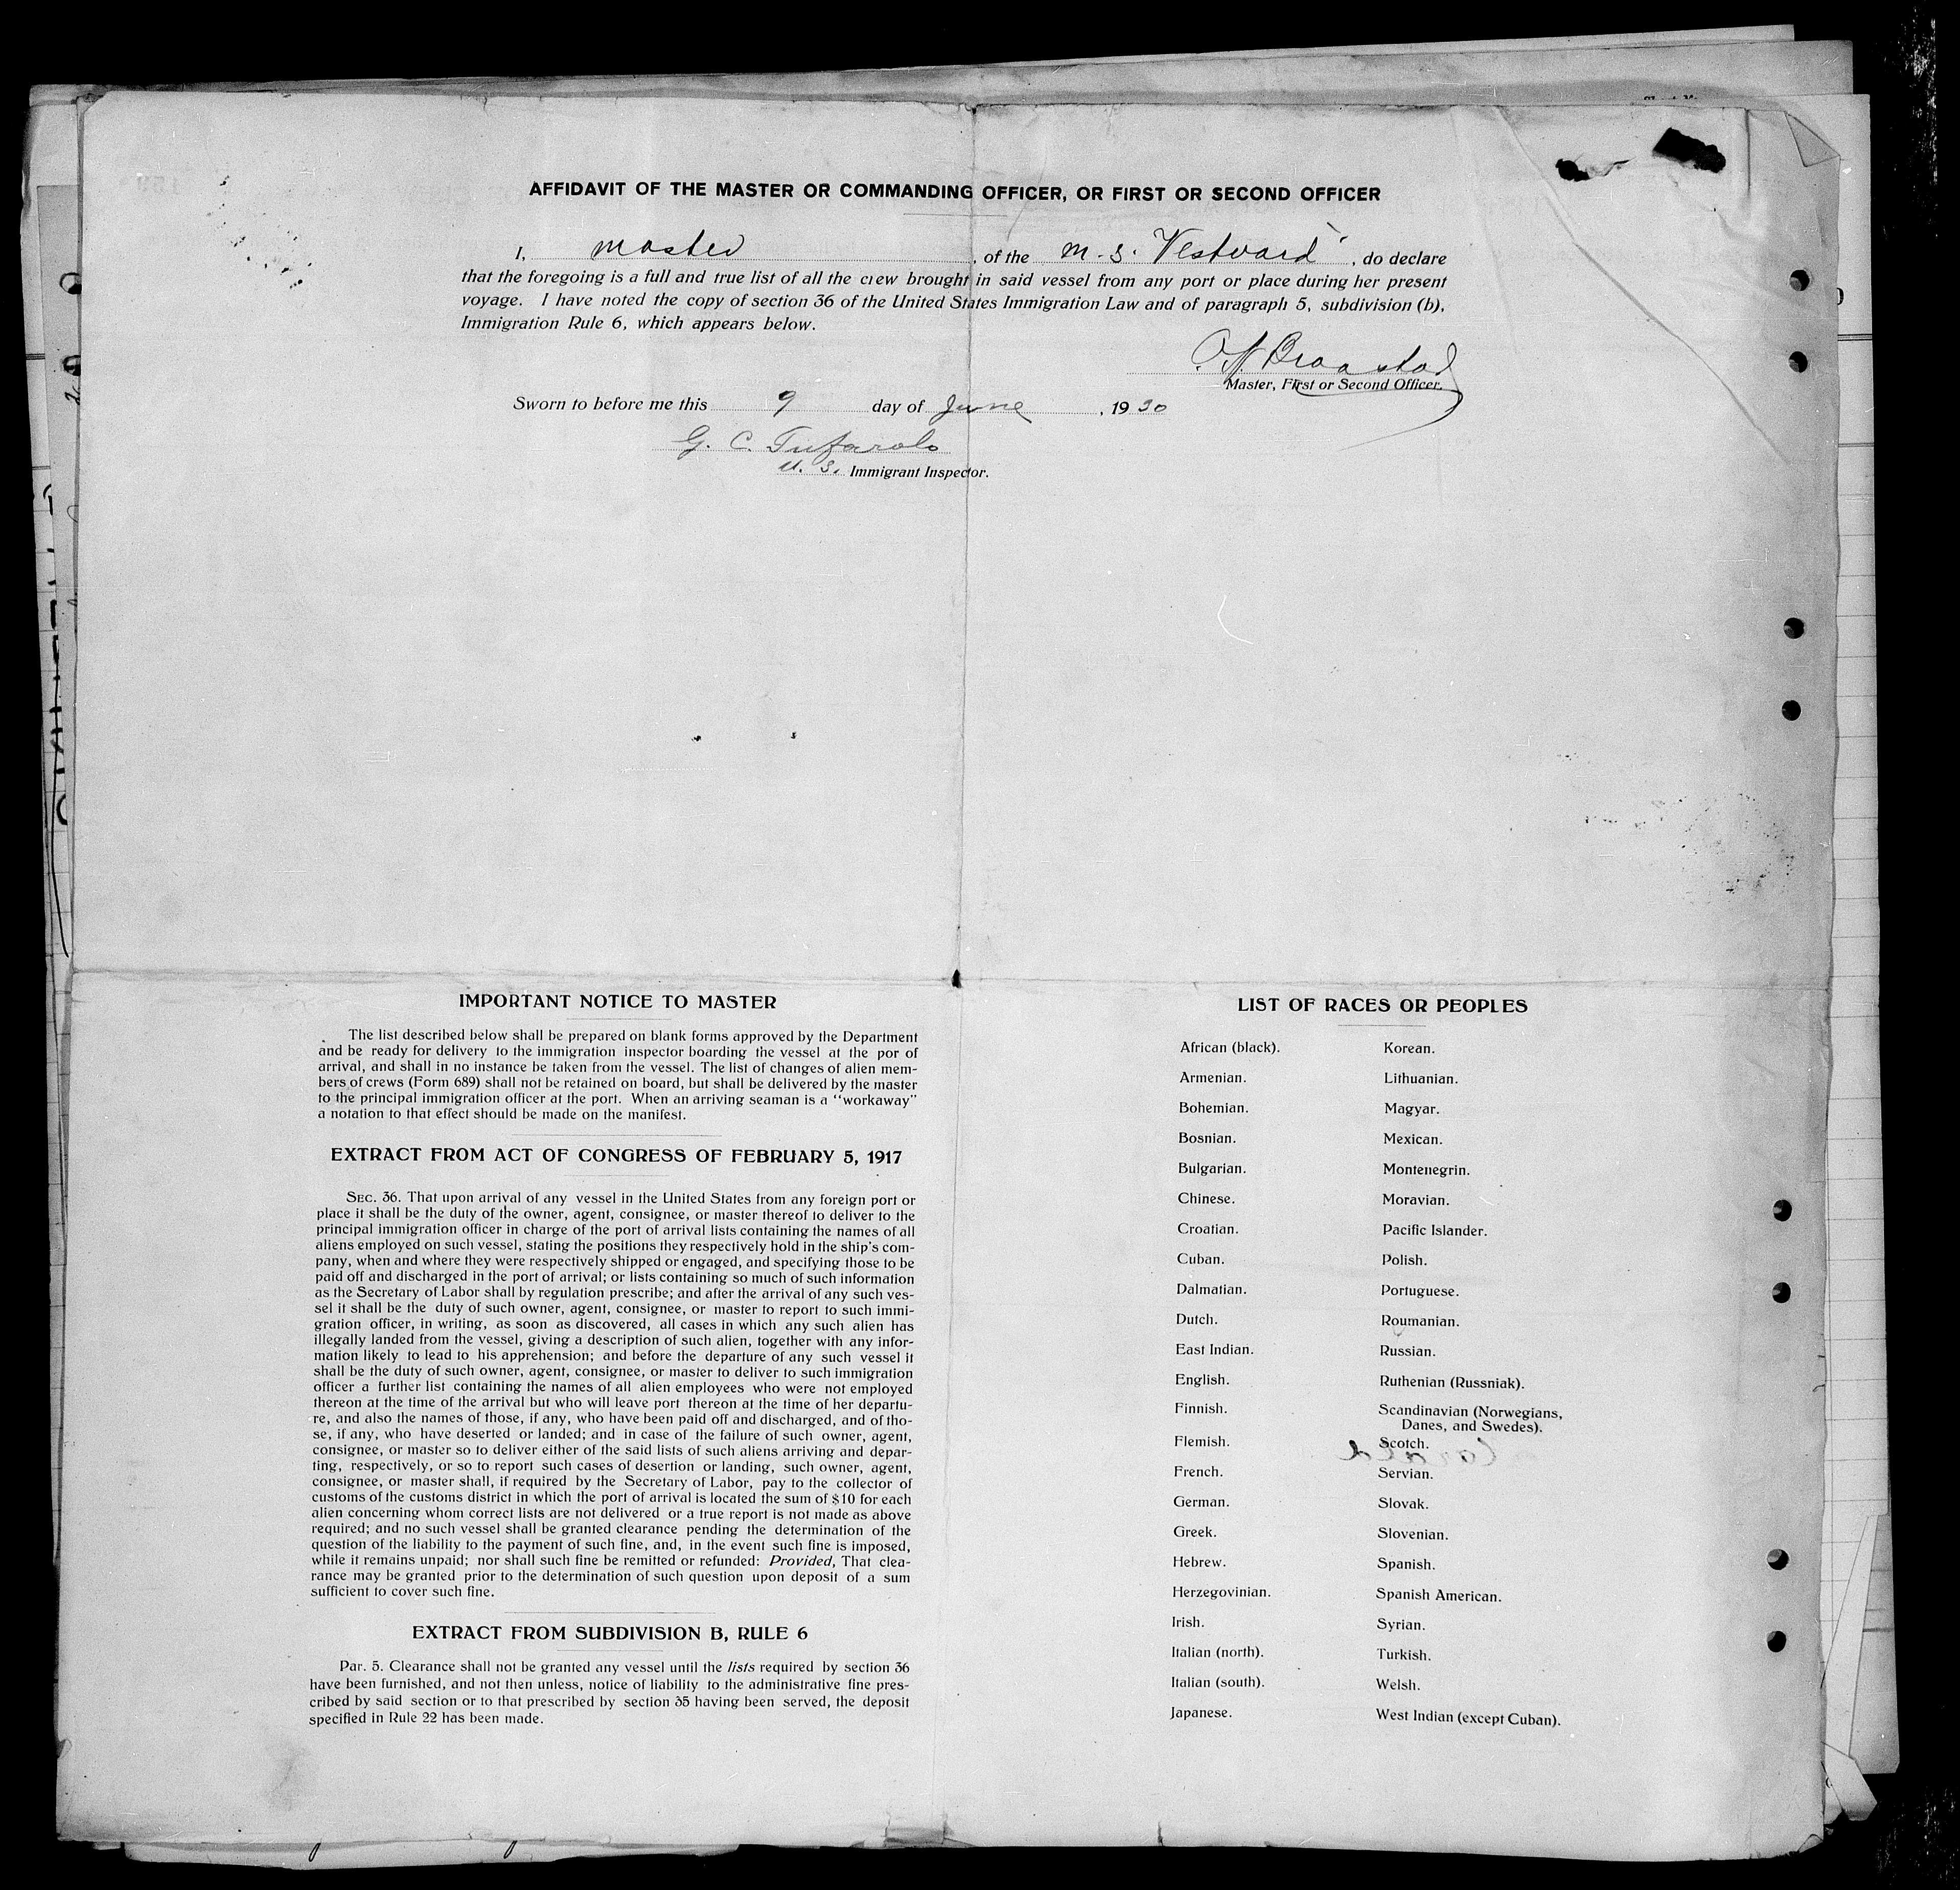 AFFIDAVIT OF THE MASTER OR COMMANDING OFFICER, OR FIRST OR SECOND OFFICER
I, master, of the M. S. "Vestvard", do declare
that the foregoing is a full and true list of all the crew brought in said vessel from any port or place during her present
voyage. I have noted the copy of section 36 of the United States Immigration Law and of paragraph 5, subdivision (b),
Immigration Rule 6, which appears below.
Master, First or Second Officer.
Sworn to before me this 9 day of June, 1930
G. C. Tufarolo
U. S. Immigrant Inspector.
IMPORTANT NOTICE TO MASTER
The list described below shall be prepared on blank forms approved by the Department
and be ready for delivery to the immigration inspector boarding the vessel at the por of
arrival, and shall in no instance be taken from the vessel. The list of changes of alien mem-
bers of crews (Form 689) shall not be retained on board, but shall be delivered by the master
to the principal immigration officer at the port. When an arriving seaman is a "workaway"
a notation to that effect should be made on the manifest.
EXTRACT FROM ACT OF CONGRESS OF FEBRUARY 5, 1917
SEC. 36. That upon arrival of any vessel in the United States from any foreign port or
place it shall be the duty of the owner, agent, consignee, or master thereof to deliver to the
principal immigration officer in charge of the port of arrival lists containing the names of all
aliens employed on such vessel, stating the positions they respectively hold in the ship's com-
pany, when and where they were respectively shipped or engaged, and specifying those to be
paid off and discharged in the port of arrival; or lists containing so much of such information
as the Secretary of Labor shall by regulation prescribe; and after the arrival of any such ves-
sel it shall be the duty of such owner, agent, consignee, or master to report to such immi-
gration officer, in writing, as soon as discovered, all cases in which any such alien has
illegally landed from the vessel, giving a description of such alien, together with any infor-
mation likely to lead to his apprehension; and before the departure of any such vessel it
shall be the duty of such owner, agent, consignee, or master to deliver to such immigration
officer a further list containing the names of all alien employees who were not employed
thereon at the time of the arrival but who will leave port thereon at the time of her departu-
re, and also the names of those, if any, who have been paid off and discharged, and of tho-
se, if any, who have deserted or landed; and in case of the failure of such owner, agent,
consignee, or master so to deliver either of the said lists of such aliens arriving and depar-
ting, respectively, or so to report such cases of desertion or landing, such owner, agent,
consignee, or master shall, if required by the Secretary of Labor, pay to the collector of
customs of the customs district in which the port of arrival is located the sum of $10 for each
alien concerning whom correct lists are not delivered or a true report is not made as above
required; and no such vessel shall be granted clearance pending the determination of the
question of the liability to the payment of such fine, and, in the event such fine is imposed,
while it remains unpaid; nor shall such fine be remitted or refunded: Provided, That clea-
rance may be granted prior to the determination of such question upon deposit of a sum
sufficient to cover such fine.
EXTRACT FROM SUBDIVISION B, RULE 6
Par. 5. Clearance shall not be granted any vessel until the lists required by section 36
have been furnished, and not then unless, notice of liability to the administrative fine pres-
cribed by said section or to that prescribed by section 35 having been served, the deposit
specified in Rule 22 has been made.
LIST OF RACES OR PEOPLES
African (black).
Armenian.
Bohemian.
Bosnian.
Bulgarian.
Chinese.
Croatian.
Cuban.
Dalmatian.
Dutch.
East Indian.
English.
Finnish.
Flemish.
French.
German.
Greek.
Hebrew.
Herzegovinian.
Irish.
Italian (north).
Italian (south).
Japanese.
Korean.
Lithuanian.
Magyar.
Mexican.
Montenegrin.
Moravian.
Pacific Islander.
Polish.
Portuguese.
Roumanian.
Russian.
Ruthenian (Russniak).
Scandinavian (Norwegians,
Danes, and Swedes).
Scotch.
Servian.
Slovak.
Slovenian.
Spanish.
Spanish American.
Syrian.
Turkish.
Welsh.
West Indian (except Cuban).